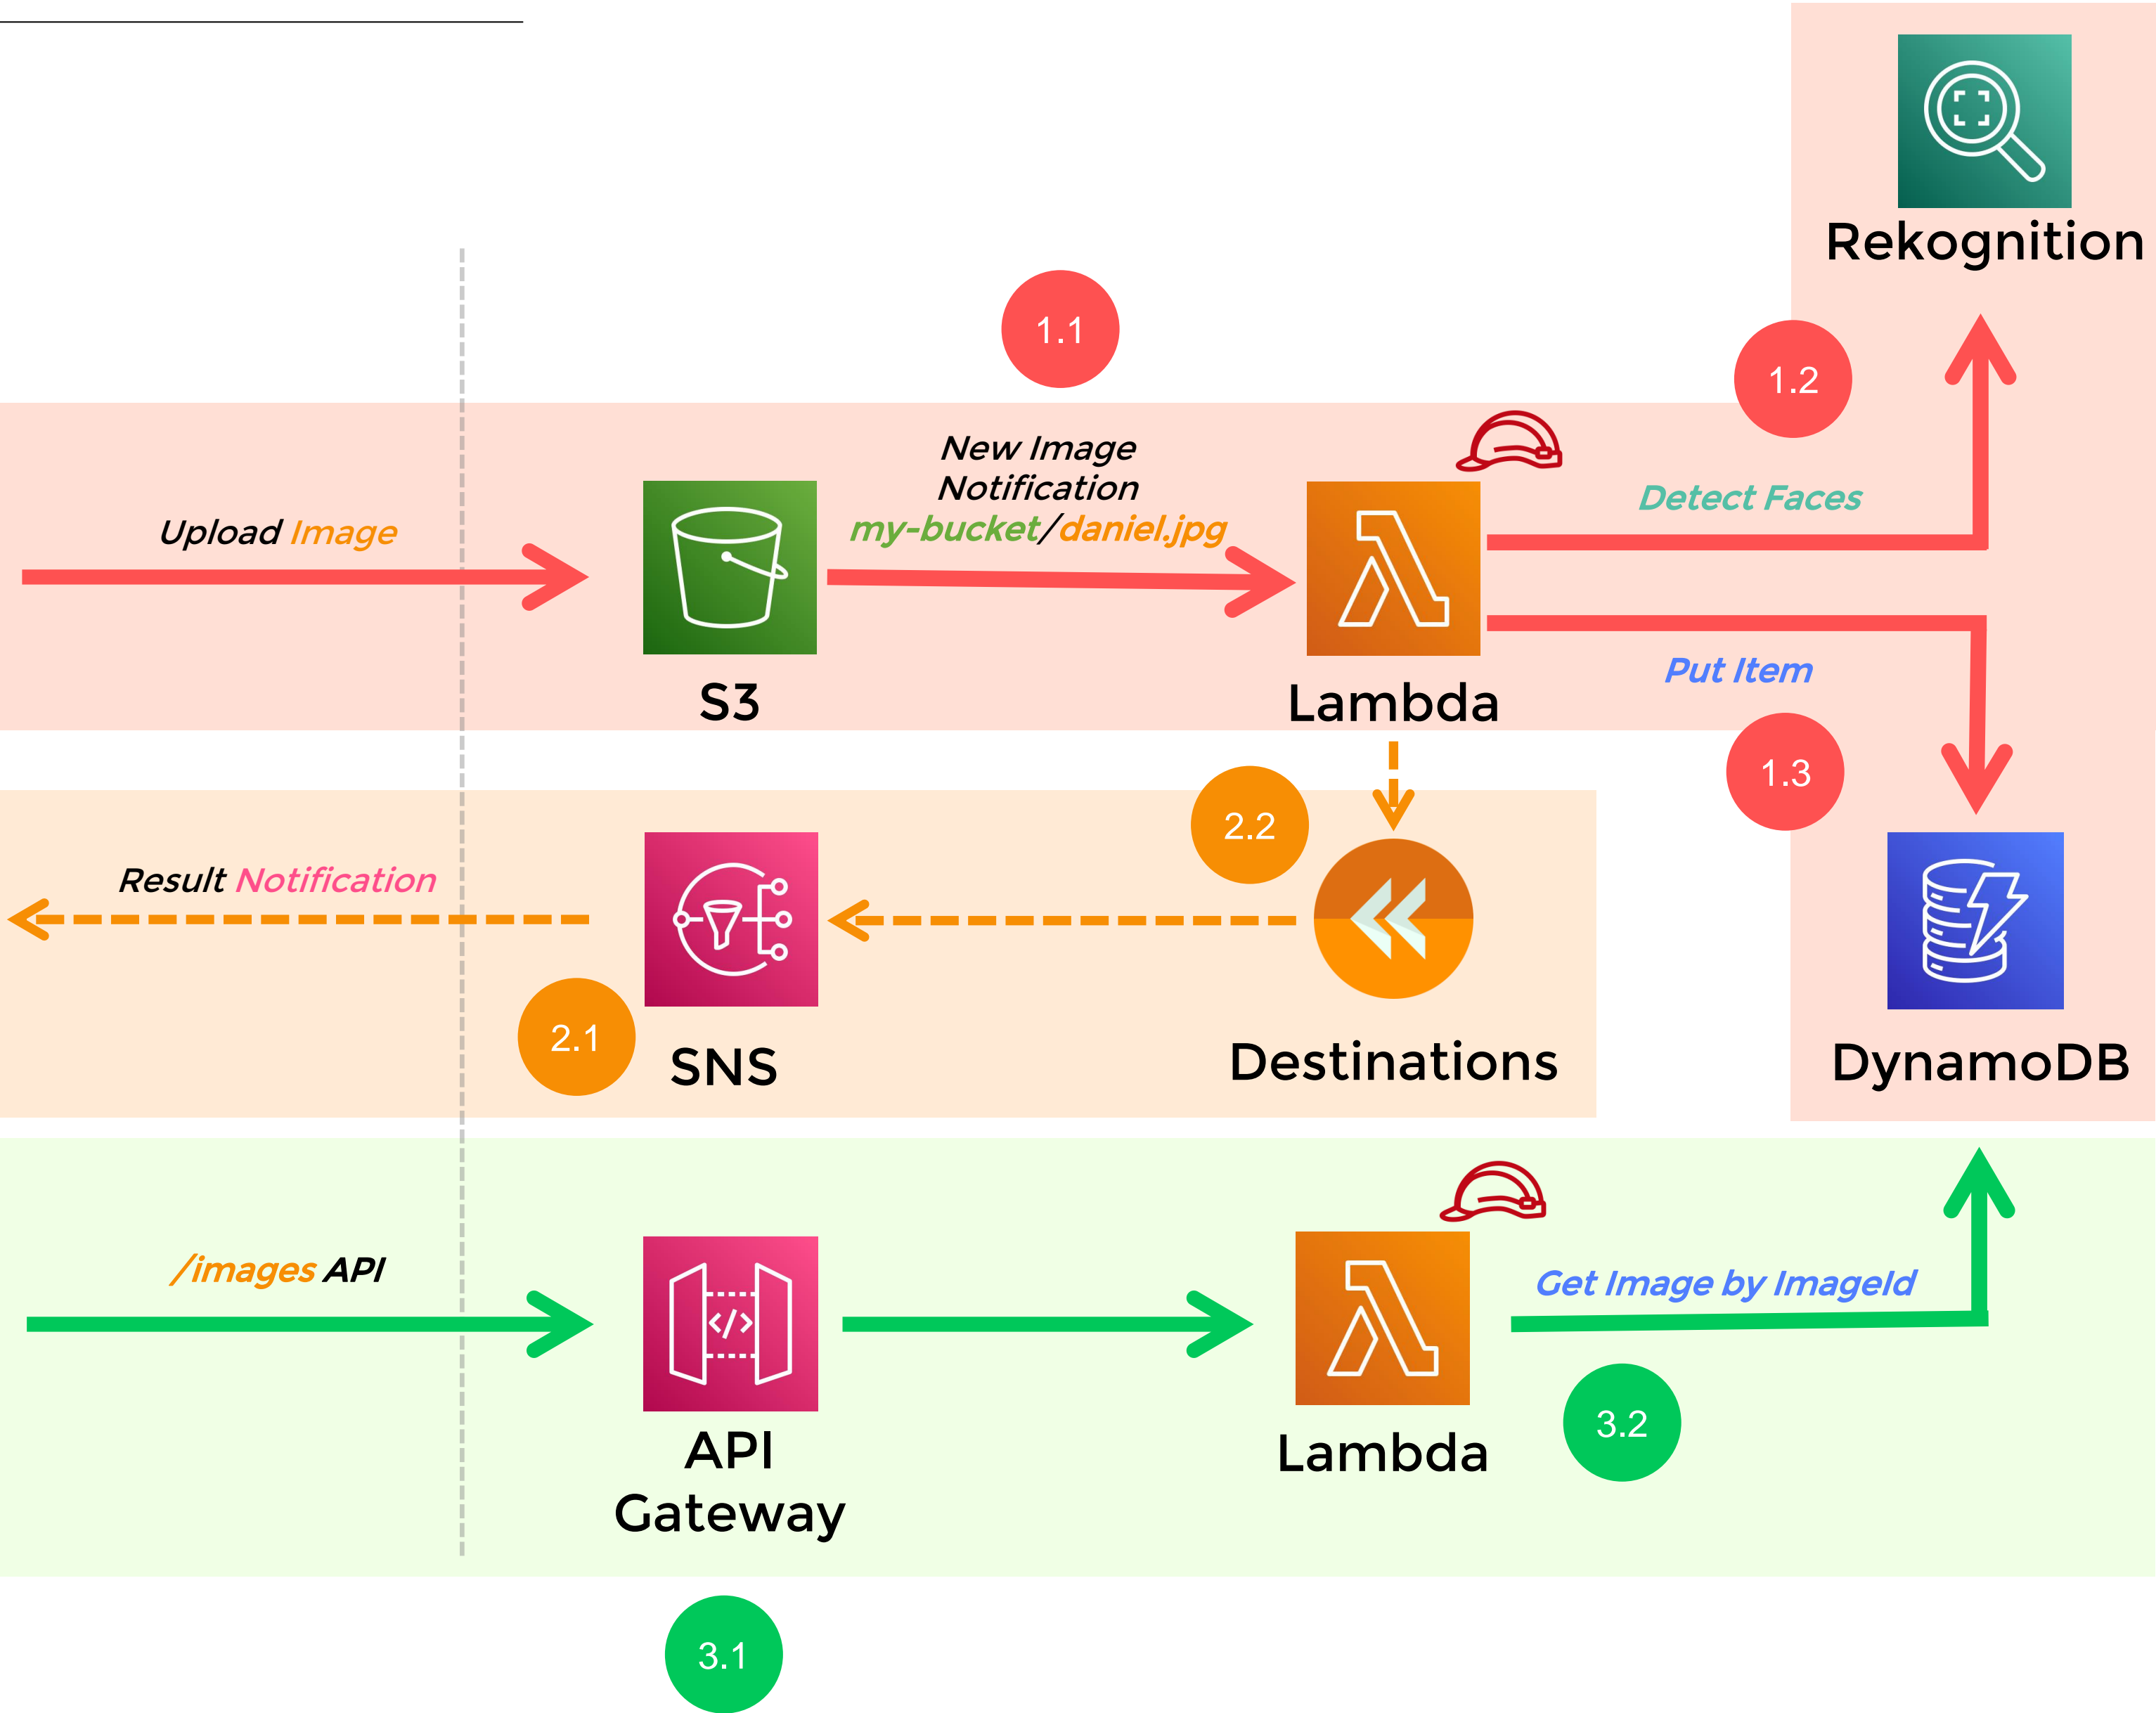 Rekognition
1.1
1.2
New Image
Notification
my-bucket/daniel.jpg
Upload Image
Detect Faces
Put Item
S3
Lambda
1.3
2.2
Result Notification
2.1
SNS
Destinations
DynamoDB
/images API
Get Image by ImageId
API
Gateway
Lambda
3.2
3.1